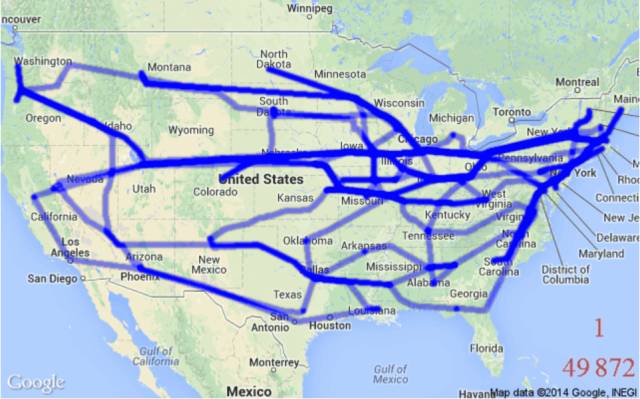 Winnipeg
ncouver
Washington
Montana
North
Dakota
Minnesota
Montreal
Maine
Oregon
Idaho
Wyoming
South
Dakota
Wisconsin
Michigan
Toronto
New York
Chicago
Nebraska
Iowa
Illinois
Ohio
Pennsylvania
York
Rho
Nevada
Utah
Colorado
United States
Kansas
Missouri
West
Virginia
Connecti
California
Kentucky
Virginia
New Je
Los
Angeles
Oklahoma
Arkansas
Tennessee
North
Carolina
Delaware
Maryland
San Diego
Arizona
Phoenix
New
Mexico
Dallas
Mississippi
Alabama
South
Carolina
District of
Columbia
Texas
Georgia
San
Antonio
Houston
Louisiana
Florida
Gulf of
California
Monterrey
Gulf of
Mexico
1
49 872
Google
Mexico
Havana
Map data ©2014 Google, INEGI